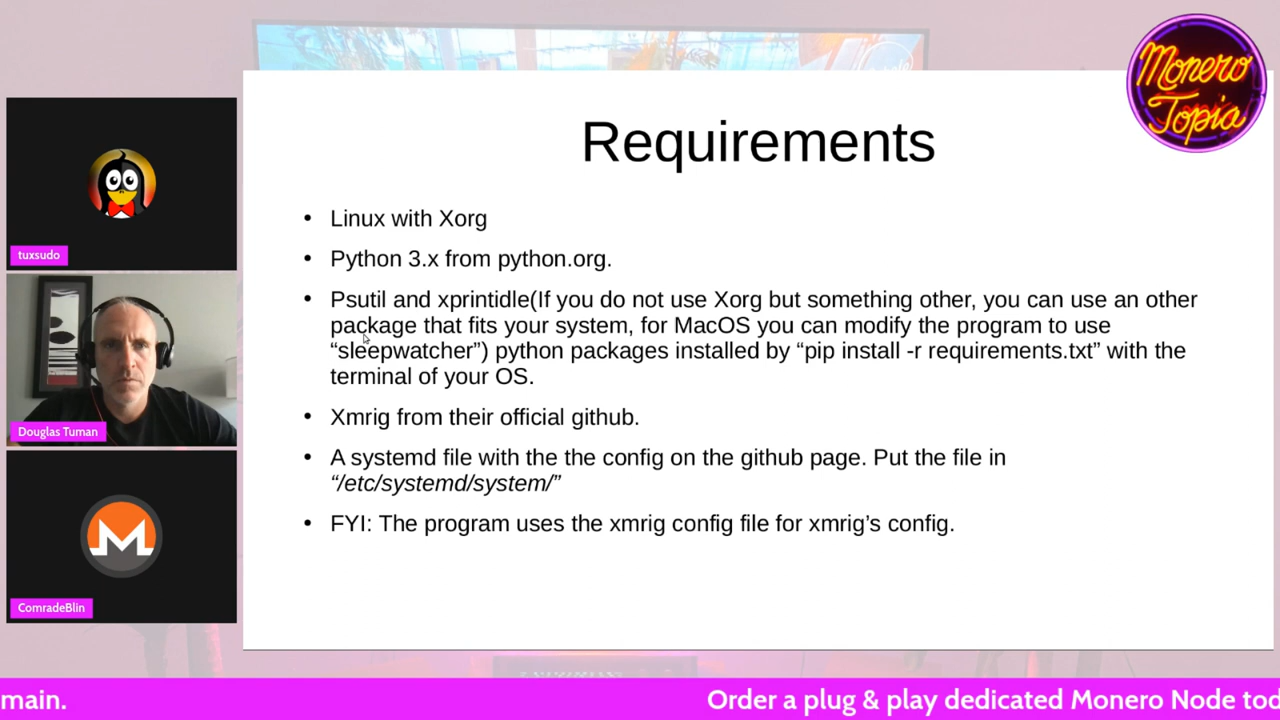 Monero
Topia
Requirements
• Linux with Xorg
• Python 3.x from python.org.
• Psutil and xprintidle(If you do not use Xorg but something other, you can use an other
package that fits your system, for MacOS you can modify the program to use
“sleepwatcher”) python packages installed by “pip install -r requirements.txt” with the
terminal of your OS.
• Xmrig from their official github.
• A systemd file with the the config on the github page. Put the file in
“/etc/systemd/system/”
• FYI: The program uses the xmrig config file for xmrig’s config.
tuxsudo
Douglas Tuman
ComradeBlin
main.
Order a plug & play dedicated Monero Node tod